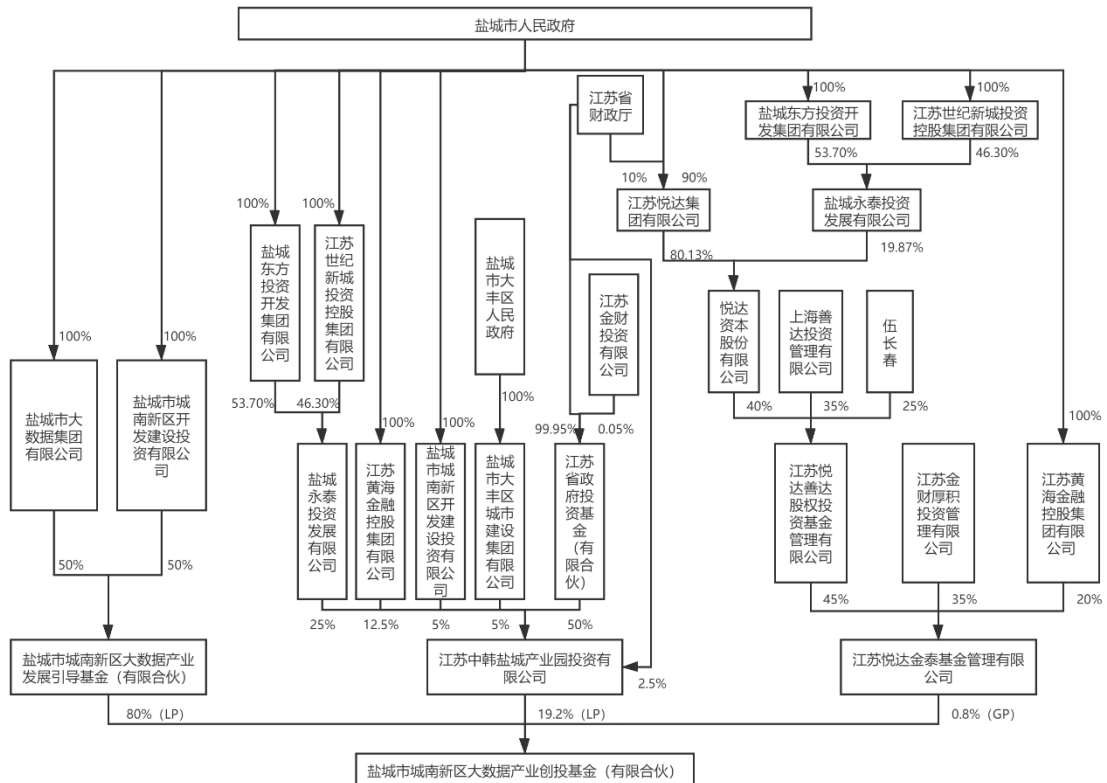 盐城市人民政府
江苏省
财政厅
100%
100%
盐城东方投资开
发集团有限公司
江苏世纪新城投资
控股集团有限公司
53.70%
46.30%
10%
90%
江苏悦达集
团有限公司
盐城永泰投资
发展有限公司
80.13%
19.87%
100%
100%
盐城
东方
投资
开发
集团
有限
公司
江苏
世纪
新城
投资
控股
集团
有限
公司
盐城
市大
丰区
人民
政府
江苏
金财
投资
有限
公司
悦达
资本
股份
有限
公司
上海善
达投资
管理有
限公司
伍
长
春
40%
35%
25%
100%
100%
盐城市大
数据集团
有限公司
盐城市城
南新区开
发建设投
资有限公
司
53.70%
46.30%
100%
100%
100%
99.95%
0.05%
100%
盐城
永泰
投资
发展
有限
公司
江苏
黄海
金融
控股
集团
有限
公司
盐城
市城
南新
区开
发建
设投
资有
限公
司
盐城
市大
丰区
城市
建设
集团
有限
公司
江苏
省政
府投
资基
金
（有
限合
伙）
江苏悦
达善达
股权投
资基金
管理有
限公司
江苏金
财厚积
投资管
理有限
公司
江苏黄
海金融
控股集
团有限
公司
50%
50%
25%
12.5%
5%
5%
50%
45%
35%
20%
盐城市城南新区大数据产业
发展引导基金（有限合伙）
江苏中韩盐城产业园投资有
限公司
2.5%
江苏悦达金泰基金管理有限
公司
80%（LP）
19.2%（LP）
0.8%（GP）
盐城市城南新区大数据产业创投基金（有限合伙）